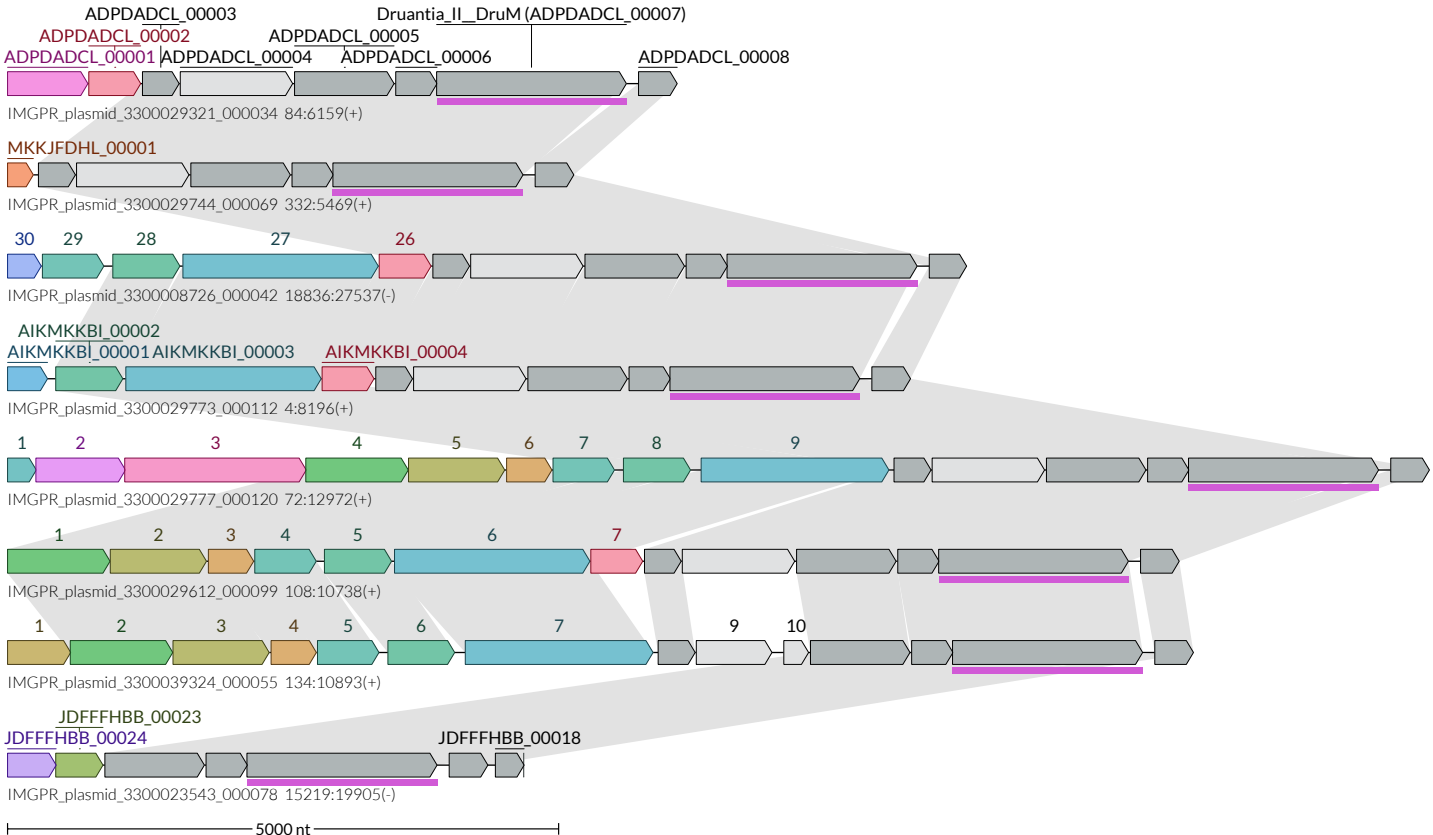 ADPDADCL_00003 Druantia_II__DruM (ADPDADCL_00007)
ADPDADCL_00002 ADPDADCL_00005
ADPDADCL_00001 ADPDADCL_00004 ADPDADCL_00006 ADPDADCL_00008
IMGPR_plasmid_3300029321_000034 84:6159(+)
MKKJFDHL_00001
IMGPR_plasmid_3300029744_000069 332:5469(+)
30 29 28 27 26
IMGPR_plasmid_3300008726_000042 18836:27537(-)
AIKMKKBI_00002
AIKMKKBI_00001 AIKMKKBI_00003 AIKMKKBI_00004
IMGPR_plasmid_3300029773_000112 4:8196(+)
1 2 3 4 5 6 7 8 9
IMGPR_plasmid_3300029777_000120 72:12972(+)
1 2 3 4 5 6 7
IMGPR_plasmid_3300029612_000099 108:10738(+)
1 2 3 4 5 6 7 9 10
IMGPR_plasmid_3300039324_000055 134:10893(+)
JDFFFHBB_00023
JDFFFHBB_00024 JDFFFHBB_00018
IMGPR_plasmid_3300023543_000078 15219:19905(-)
5000 nt